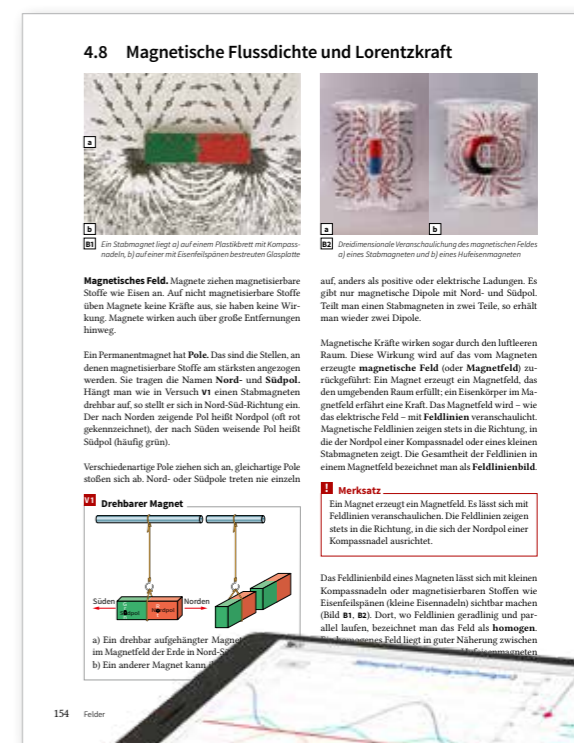 4.8 Magnetische Flussdichte und Lorentzkraft
a
b
B1 Ein Stabmagnet liegt a) auf einem Plastikbrett mit Kompass-
nadeln, b) auf einer mit Eisenfeilspänen bestreuten Glasplatte
a
b
B2 Dreidimensionale Veranschaulichung des magnetischen Feldes
a) eines Stabmagneten und b) eines Hufeisenmagneten
Magnetisches Feld. Magnete ziehen magnetisierbare
Stoffe wie Eisen an. Auf nicht magnetisierbare Stoffe
üben Magnete keine Kräfte aus, sie haben keine Wir-
kung. Magnete wirken auch über große Entfernungen
hinweg.
Ein Permanentmagnet hat Pole. Das sind die Stellen, an
denen magnetisierbare Stoffe am stärksten angezogen
werden. Sie tragen die Namen Nord- und Südpol.
Hängt man wie in Versuch V1 einen Stabmagneten
drehbar auf, so stellt er sich in Nord-Süd-Richtung ein.
Der nach Norden zeigende Pol heißt Nordpol (oft rot
gekennzeichnet), der nach Süden weisende Pol heißt
Südpol (häufig grün).
Verschiedenartige Pole ziehen sich an, gleichartige Pole
stoßen sich ab. Nord- oder Südpole treten nie einzeln
V1 Drehbarer Magnet
Süden
Norden
Südpol
Nordpol
a) Ein drehbar aufgehängter Magnet
im Magnetfeld der Erde in Nord-S
b) Ein anderer Magnet kann
auf, anders als positive oder elektrische Ladungen. Es
gibt nur magnetische Dipole mit Nord- und Südpol.
Teilt man einen Stabmagneten in zwei Teile, so erhält
man wieder zwei Dipole.
Magnetische Kräfte wirken sogar durch den luftleeren
Raum. Diese Wirkung wird auf das vom Magneten
erzeugte magnetische Feld (oder Magnetfeld) zu-
rückgeführt: Ein Magnet erzeugt ein Magnetfeld, das
den umgebenden Raum erfüllt; ein Eisenkörper im Ma-
gnetfeld erfährt eine Kraft. Das Magnetfeld wird – wie
das elektrische Feld – mit Feldlinien veranschaulicht.
Magnetische Feldlinien zeigen stets in die Richtung, in
die der Nordpol einer Kompassnadel oder eines kleinen
Stabmagneten zeigt. Die Gesamtheit der Feldlinien in
einem Magnetfeld bezeichnet man als Feldlinienbild.
! Merksatz
Ein Magnet erzeugt ein Magnetfeld. Es lässt sich mit
Feldlinien veranschaulichen. Die Feldlinien zeigen
stets in die Richtung, in die sich der Nordpol einer
Kompassnadel ausrichtet.
Das Feldlinienbild eines Magneten lässt sich mit kleinen
Kompassnadeln oder magnetisierbaren Stoffen wie
Eisenfeilspänen (kleine Eisennadeln) sichtbar machen
(Bild B1, B2). Dort, wo Feldlinien geradlinig und par-
allel laufen, bezeichnet man das Feld als homogen.
homogenes Feld liegt in guter Näherung zwischen
Hufeisenmagneten
154 Felder